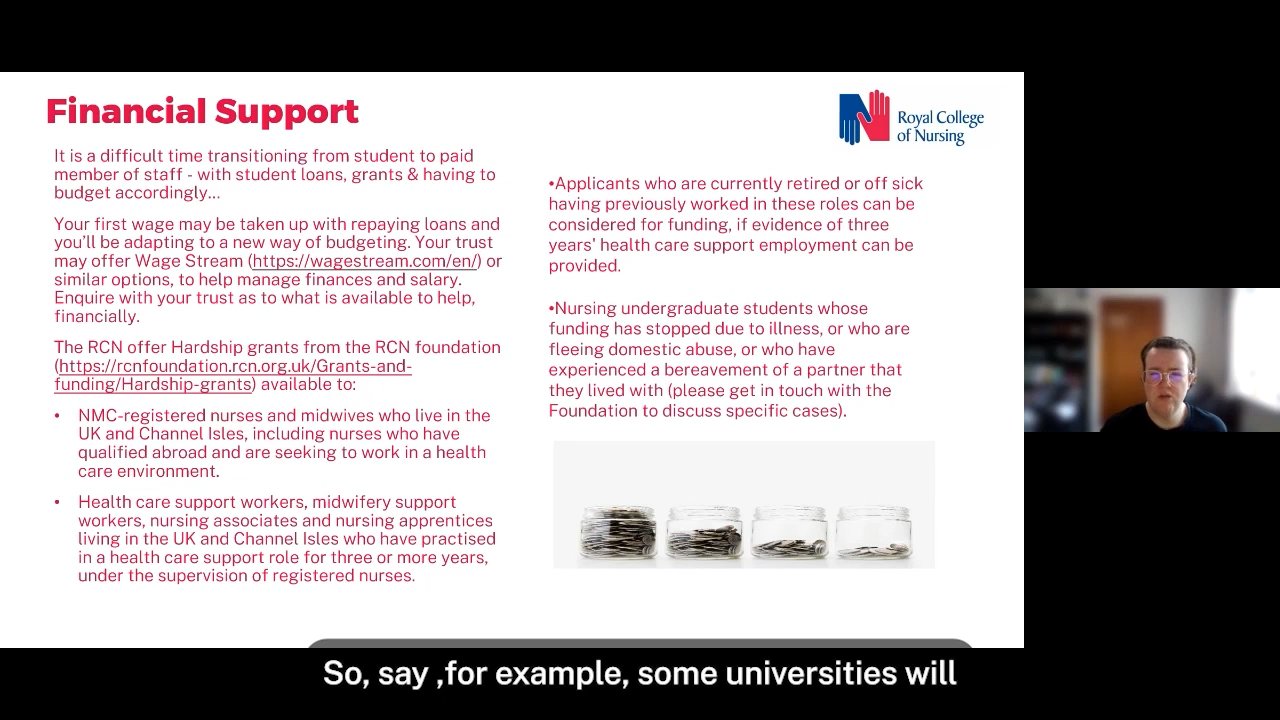 Financial Support
Royal College
of Nursing
It is a difficult time transitioning from student to paid
member of staff - with student loans, grants & having to
budget accordingly...
Your first wage may be taken up with repaying loans and
you'll be adapting to a new way of budgeting. Your trust
may offer Wage Stream (https://wagestream.com/en/) or
similar options, to help manage finances and salary.
Enquire with your trust as to what is available to help,
financially.
The RCN offer Hardship grants from the RCN foundation
(https://rcnfoundation.rcn.org.uk/Grants-and-
funding/Hardship-grants) available to:
• NMC-registered nurses and midwives who live in the
UK and Channel Isles, including nurses who have
qualified abroad and are seeking to work in a health
care environment.
• Health care support workers, midwifery support
workers, nursing associates and nursing apprentices
living in the UK and Channel Isles who have practised
in a health care support role for three or more years,
under the supervision of registered nurses.
•Applicants who are currently retired or off sick
having previously worked in these roles can be
considered for funding, if evidence of three
years' health care support employment can be
provided.
•Nursing undergraduate students whose
funding has stopped due to illness, or who are
fleeing domestic abuse, or who have
experienced a bereavement of a partner that
they lived with (please get in touch with the
Foundation to discuss specific cases).
So, say ,for example, some universities will